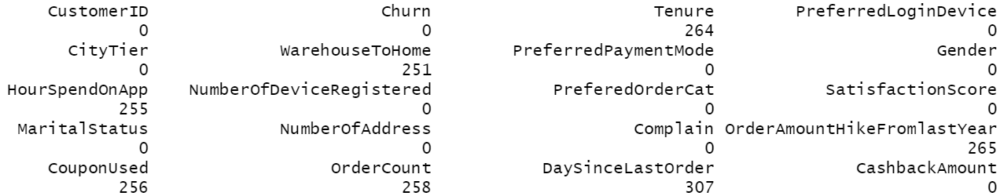 CustomerID Churn Tenure PreferredLoginDevice
0 0 264 0
CityTier WarehouseToHome PreferredPaymentMode Gender
0 251 0 0
HourSpendOnApp NumberOfDeviceRegistered PreferedOrderCat SatisfactionScore
255 0 0 0
MaritalStatus NumberOfAddress Complain OrderAmountHikeFromlastYear
0 0 0 265
CouponUsed OrderCount DaySinceLastOrder CashbackAmount
256 258 307 0